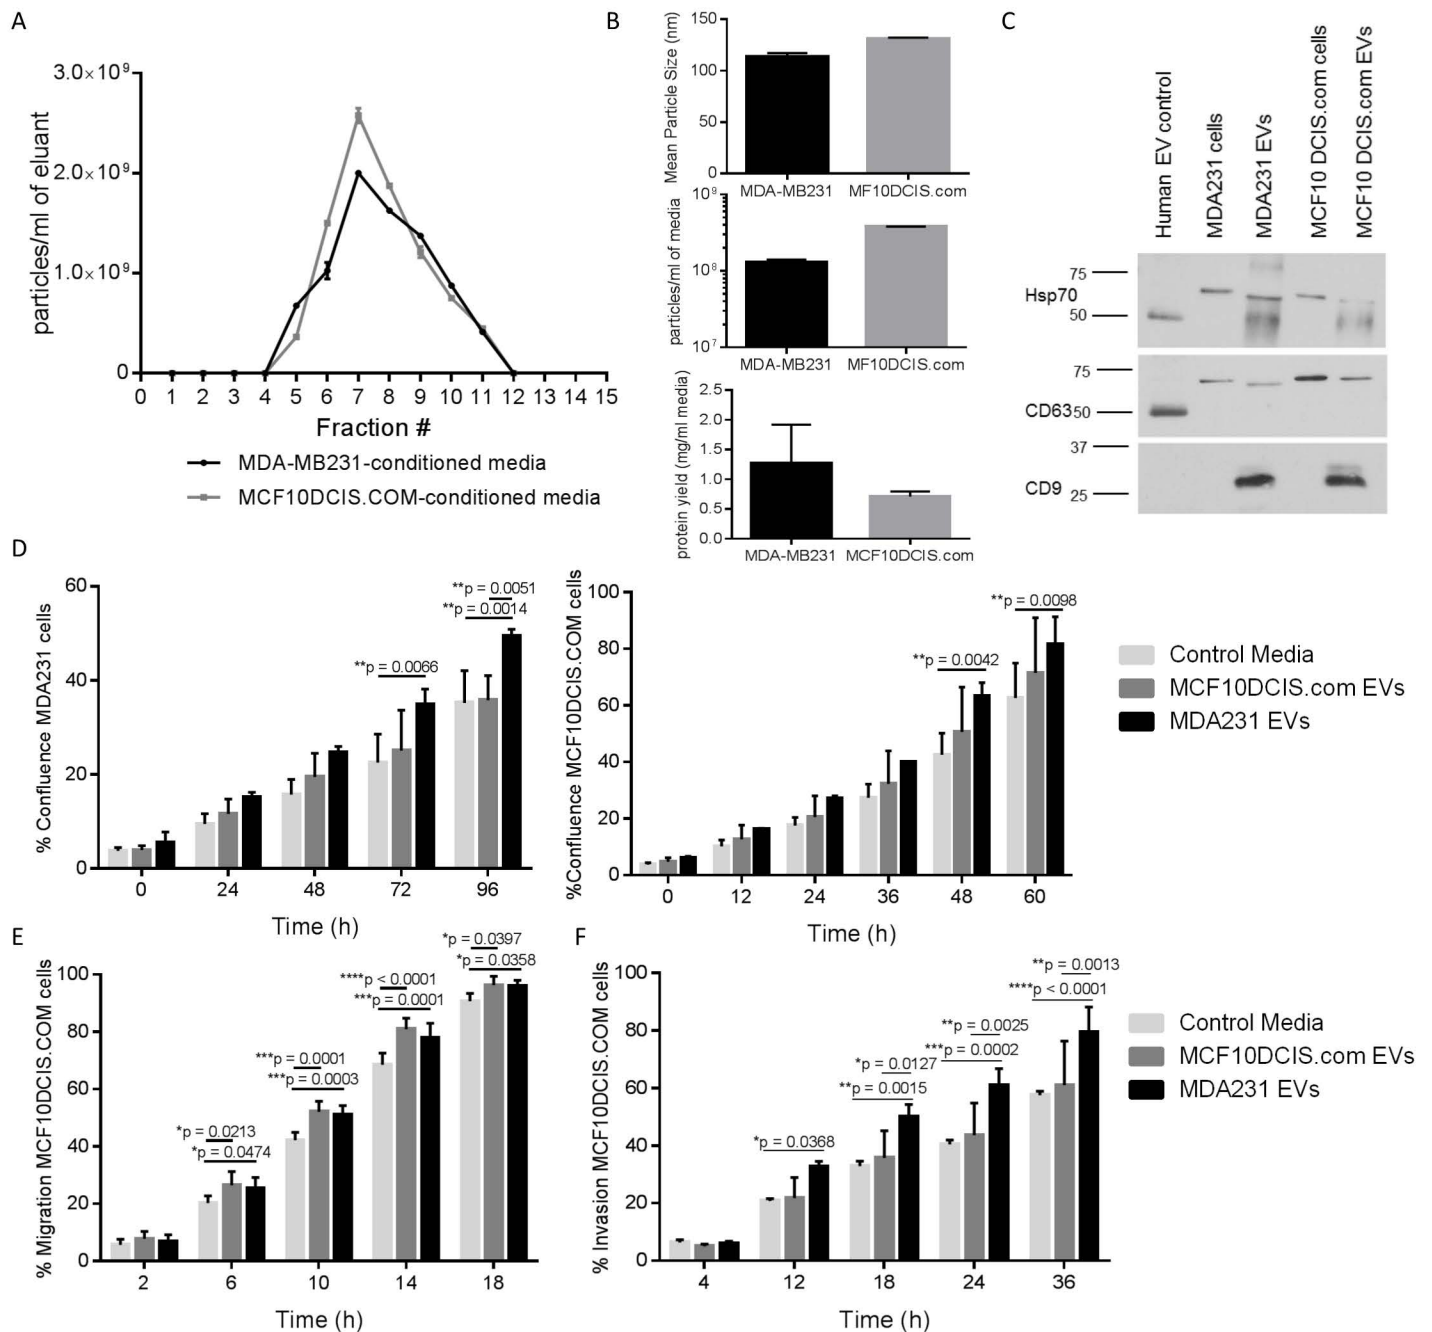 A
3.0×10⁹
2.0×10⁹
1.0×10⁹
0
particles/ml of eluant
0 1 2 3 4 5 6 7 8 9 10 11 12 13 14 15
Fraction #
MDA-MB231-conditioned media
MCF10DCIS.COM-conditioned media
B
Mean Particle Size (nm)
150
100
50
0
MDA-MB231 MF10DCIS.com
particles/ml of media
10⁹
10⁸
10⁷
MDA-MB231 MF10DCIS.com
protein yield (mg/ml media)
2.5
2.0
1.5
1.0
0.5
0.0
MDA-MB231 MCF10DCIS.com
C
Human EV control
MDA231 cells
MDA231 EVs
MCF10 DCIS.com cells
MCF10 DCIS.com EVs
75
Hsp70
50
75
CD63 50
37
CD9
25
D
% Confluence MDA231 cells
60
40
20
0
**p = 0.0066
**p = 0.0051
**p = 0.0014
0 24 48 72 96
Time (h)
%Confluence MCF10DCIS.COM cells
100
80
60
40
20
0
**p = 0.0042
**p = 0.0098
0 12 24 36 48 60
Time (h)
Control Media
MCF10DCIS.com EVs
MDA231 EVs
E
% Migration MCF10DCIS.COM cells
100
80
60
40
20
0
*p = 0.0213
*p = 0.0474
***p = 0.0001
***p = 0.0003
****p < 0.0001
***p = 0.0001
*p = 0.0397
*p = 0.0358
2 6 10 14 18
Time (h)
F
% Invasion MCF10DCIS.COM cells
100
80
60
40
20
0
*p = 0.0368
*p = 0.0127
**p = 0.0015
**p = 0.0025
***p = 0.0002
**p = 0.0013
****p < 0.0001
4 12 18 24 36
Time (h)
Control Media
MCF10DCIS.com EVs
MDA231 EVs